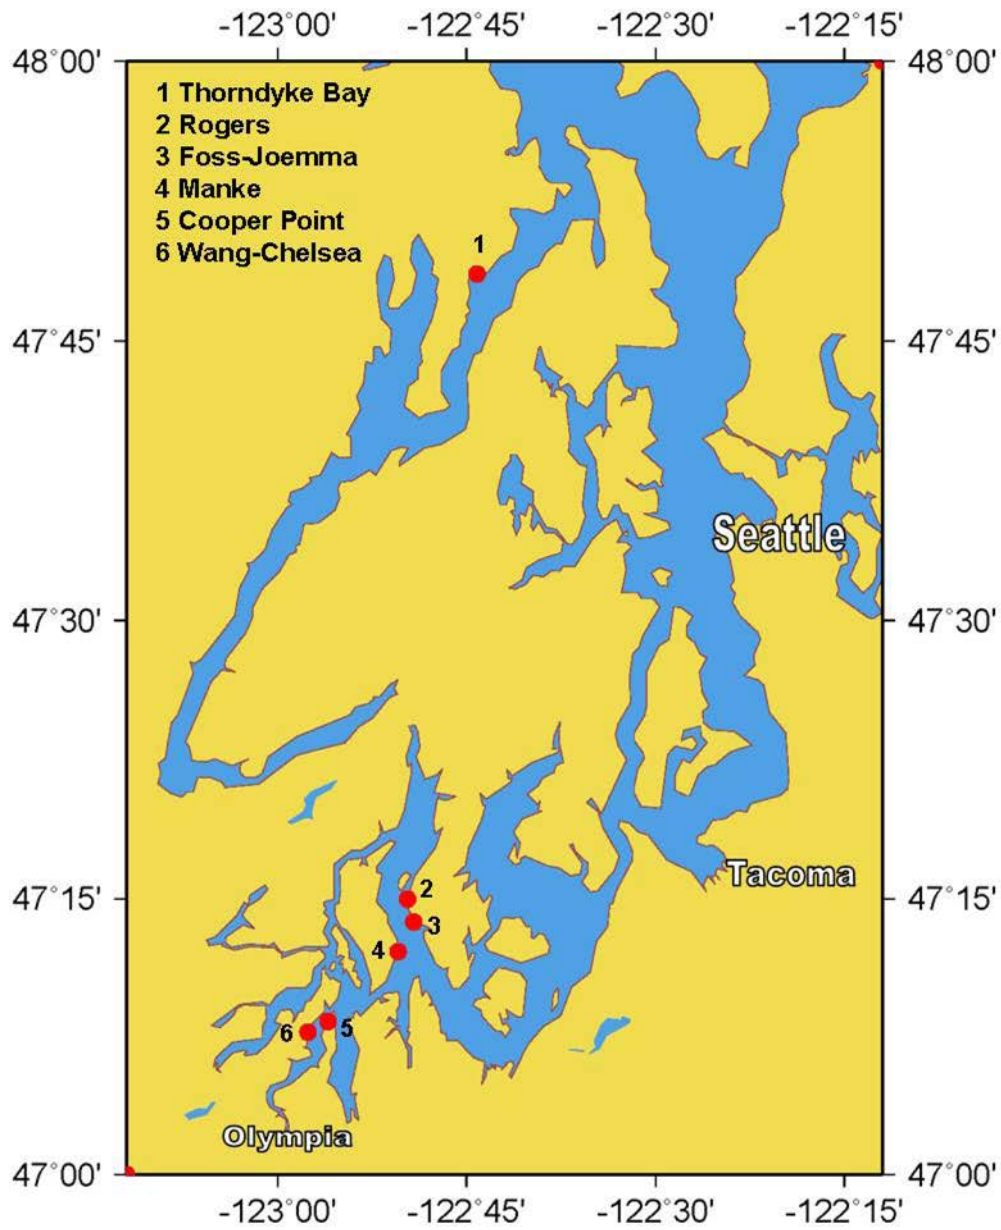 -123°00' -122°45' -122°30' -122°15'
48°00' 48°00'
1 Thorndyke Bay
2 Rogers
3 Foss-Joemma
4 Manke
5 Cooper Point
6 Wang-Chelsea
1
47°45' 47°45'
Seattle
47°30' 47°30'
Tacoma
47°15' 47°15'
2
3
4
5
6
Olympia
47°00' 47°00'
-123°00' -122°45' -122°30' -122°15'